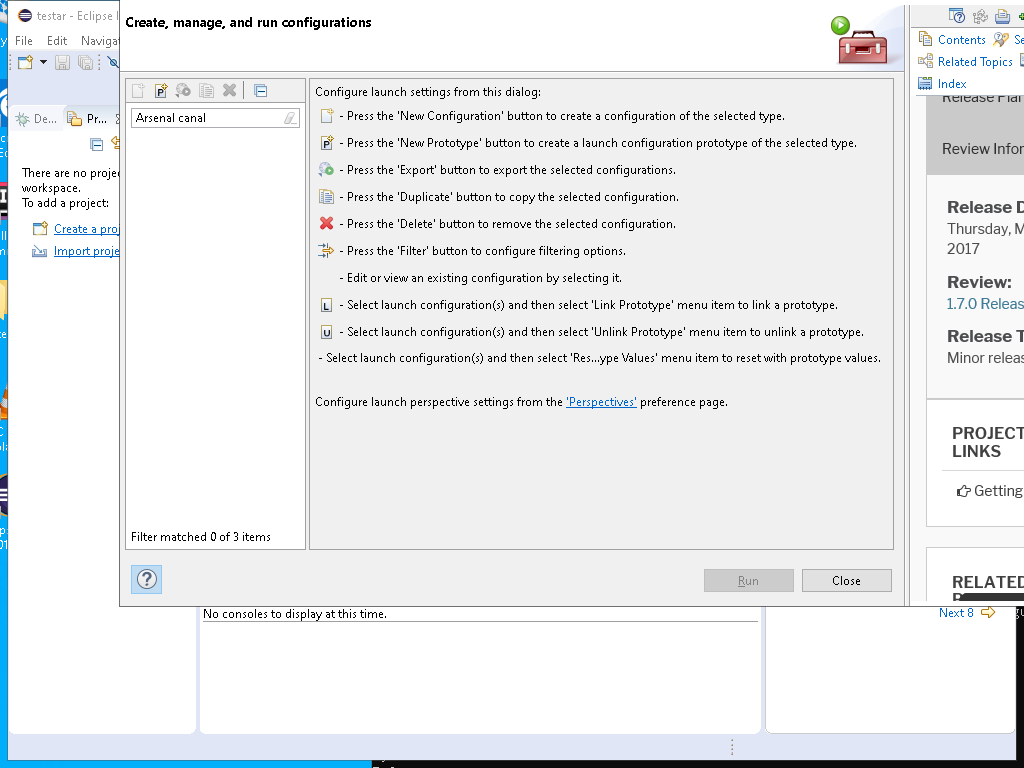 testar - Eclipse I
File Edit Naviga
De... Pr...
There are no proje
workspace.
To add a project:
Create a proj
Import proje
Create, manage, and run configurations
Arsenal canal
Filter matched 0 of 3 items
Configure launch settings from this dialog:
- Press the 'New Configuration' button to create a configuration of the selected type.
- Press the 'New Prototype' button to create a launch configuration prototype of the selected type.
- Press the 'Export' button to export the selected configurations.
- Press the 'Duplicate' button to copy the selected configuration.
- Press the 'Delete' button to remove the selected configuration.
- Press the 'Filter' button to configure filtering options.
- Edit or view an existing configuration by selecting it.
- Select launch configuration(s) and then select 'Link Prototype' menu item to link a prototype.
- Select launch configuration(s) and then select 'Unlink Prototype' menu item to unlink a prototype.
- Select launch configuration(s) and then select 'Res...ype Values' menu item to reset with prototype values.
Configure launch perspective settings from the 'Perspectives' preference page.
Run Close
No consoles to display at this time.
Contents Se
Related Topics
Index
Release Plan
Review Infor
Release D
Thursday, M
2017
Review:
1.7.0 Releas
Release T
Minor releas
PROJECT
LINKS
Getting
RELATED
Next 8